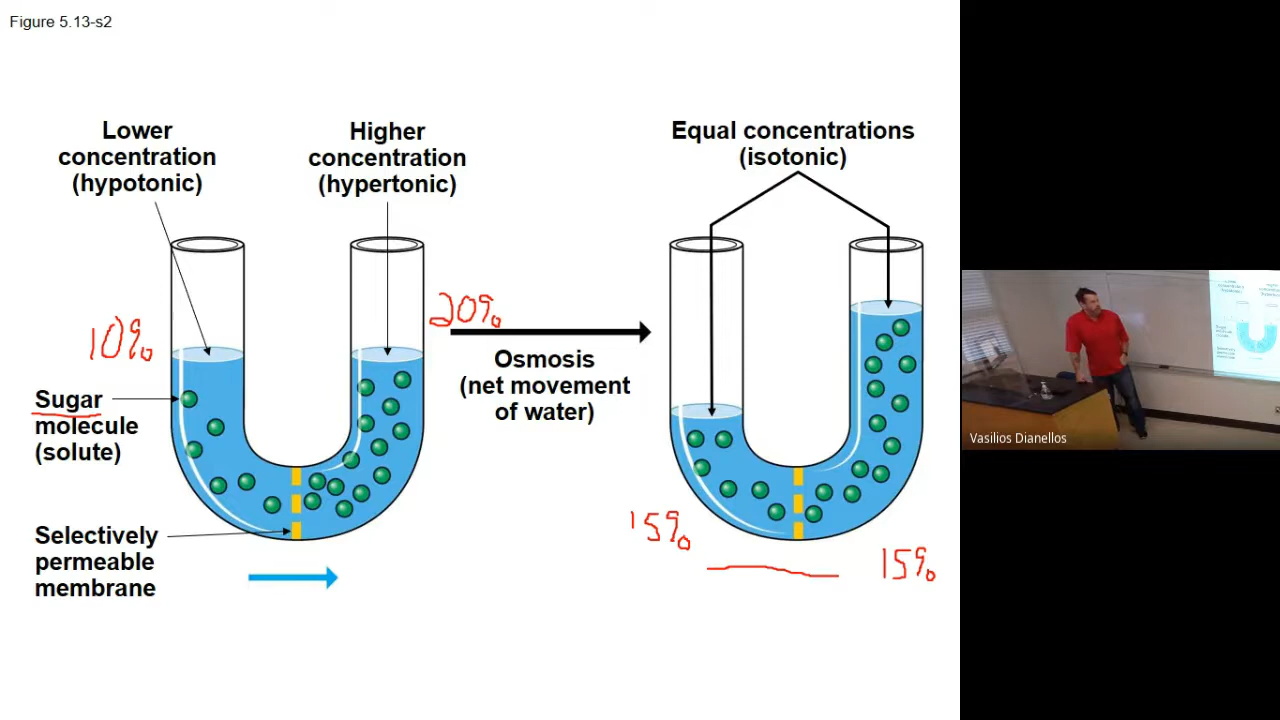 Figure 5.13-s2
Lower
concentration
(hypotonic)
Higher
concentration
(hypertonic)
Equal concentrations
(isotonic)
10%
20%
Osmosis
(net movement
of water)
Sugar
molecule
(solute)
Selectively
permeable
membrane
15%
15%
Vasilios Dianellos